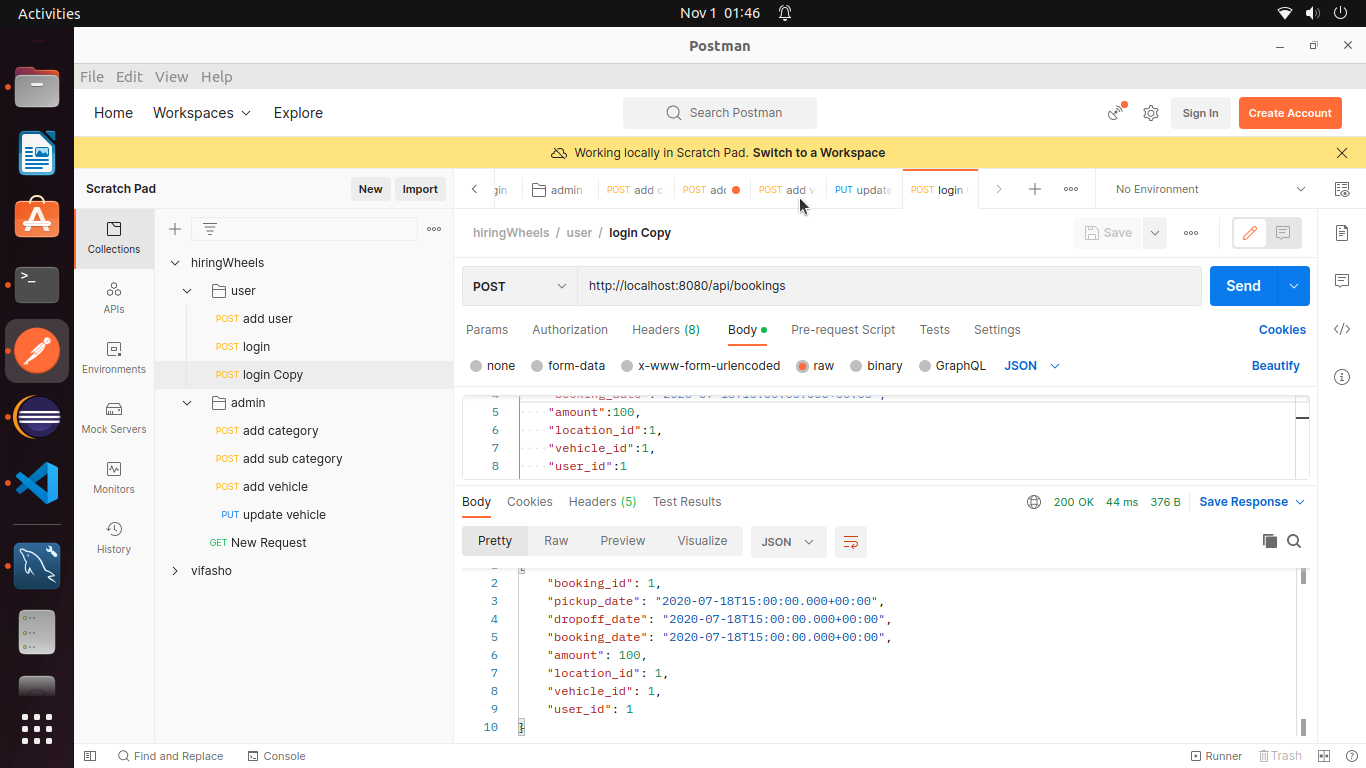 Activities
Nov 1 01:46
Postman
File Edit View Help
Home Workspaces Explore
Search Postman
Sign In
Create Account
Working locally in Scratch Pad. Switch to a Workspace
Scratch Pad
New
Import
gin
admin
POST add c
POST adc
POST add v
PUT update
POST login
No Environment
Collections
APIs
Environments
Mock Servers
Monitors
History
hiringWheels
user
POST add user
POST login
POST login Copy
admin
POST add category
POST add sub category
POST add vehicle
PUT update vehicle
GET New Request
vifasho
hiringWheels / user / login Copy
Save
POST
http://localhost:8080/api/bookings
Send
Params Authorization Headers (8) Body Pre-request Script Tests Settings Cookies
none form-data x-www-form-urlencoded raw binary GraphQL JSON Beautify
5 "amount":100,
6 "location_id":1,
7 "vehicle_id":1,
8 "user_id":1
Body Cookies Headers (5) Test Results
200 OK 44 ms 376 B Save Response
Pretty Raw Preview Visualize JSON
2 "booking_id": 1,
3 "pickup_date": "2020-07-18T15:00:00.000+00:00",
4 "dropoff_date": "2020-07-18T15:00:00.000+00:00",
5 "booking_date": "2020-07-18T15:00:00.000+00:00",
6 "amount": 100,
7 "location_id": 1,
8 "vehicle_id": 1,
9 "user_id": 1
10 }
Find and Replace
Console
Runner
Trash